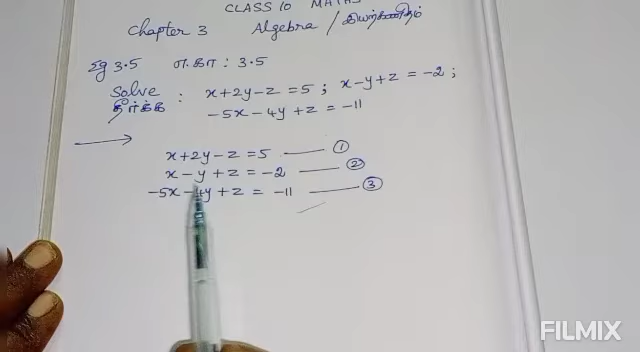 CLASS 10 MATHS
Chapter 3 Algebra / இயற்கணிதம்
Eg 3.5 எ.கா : 3.5
Solve : x+2y-z = 5 ; x-y+z = -2 ;
தீர்க்க -5x-4y+z = -11
x+2y-z = 5 ——— ①
x-y+z = -2 ——— ②
-5x-4y+z = -11 ——— ③
FILMIX